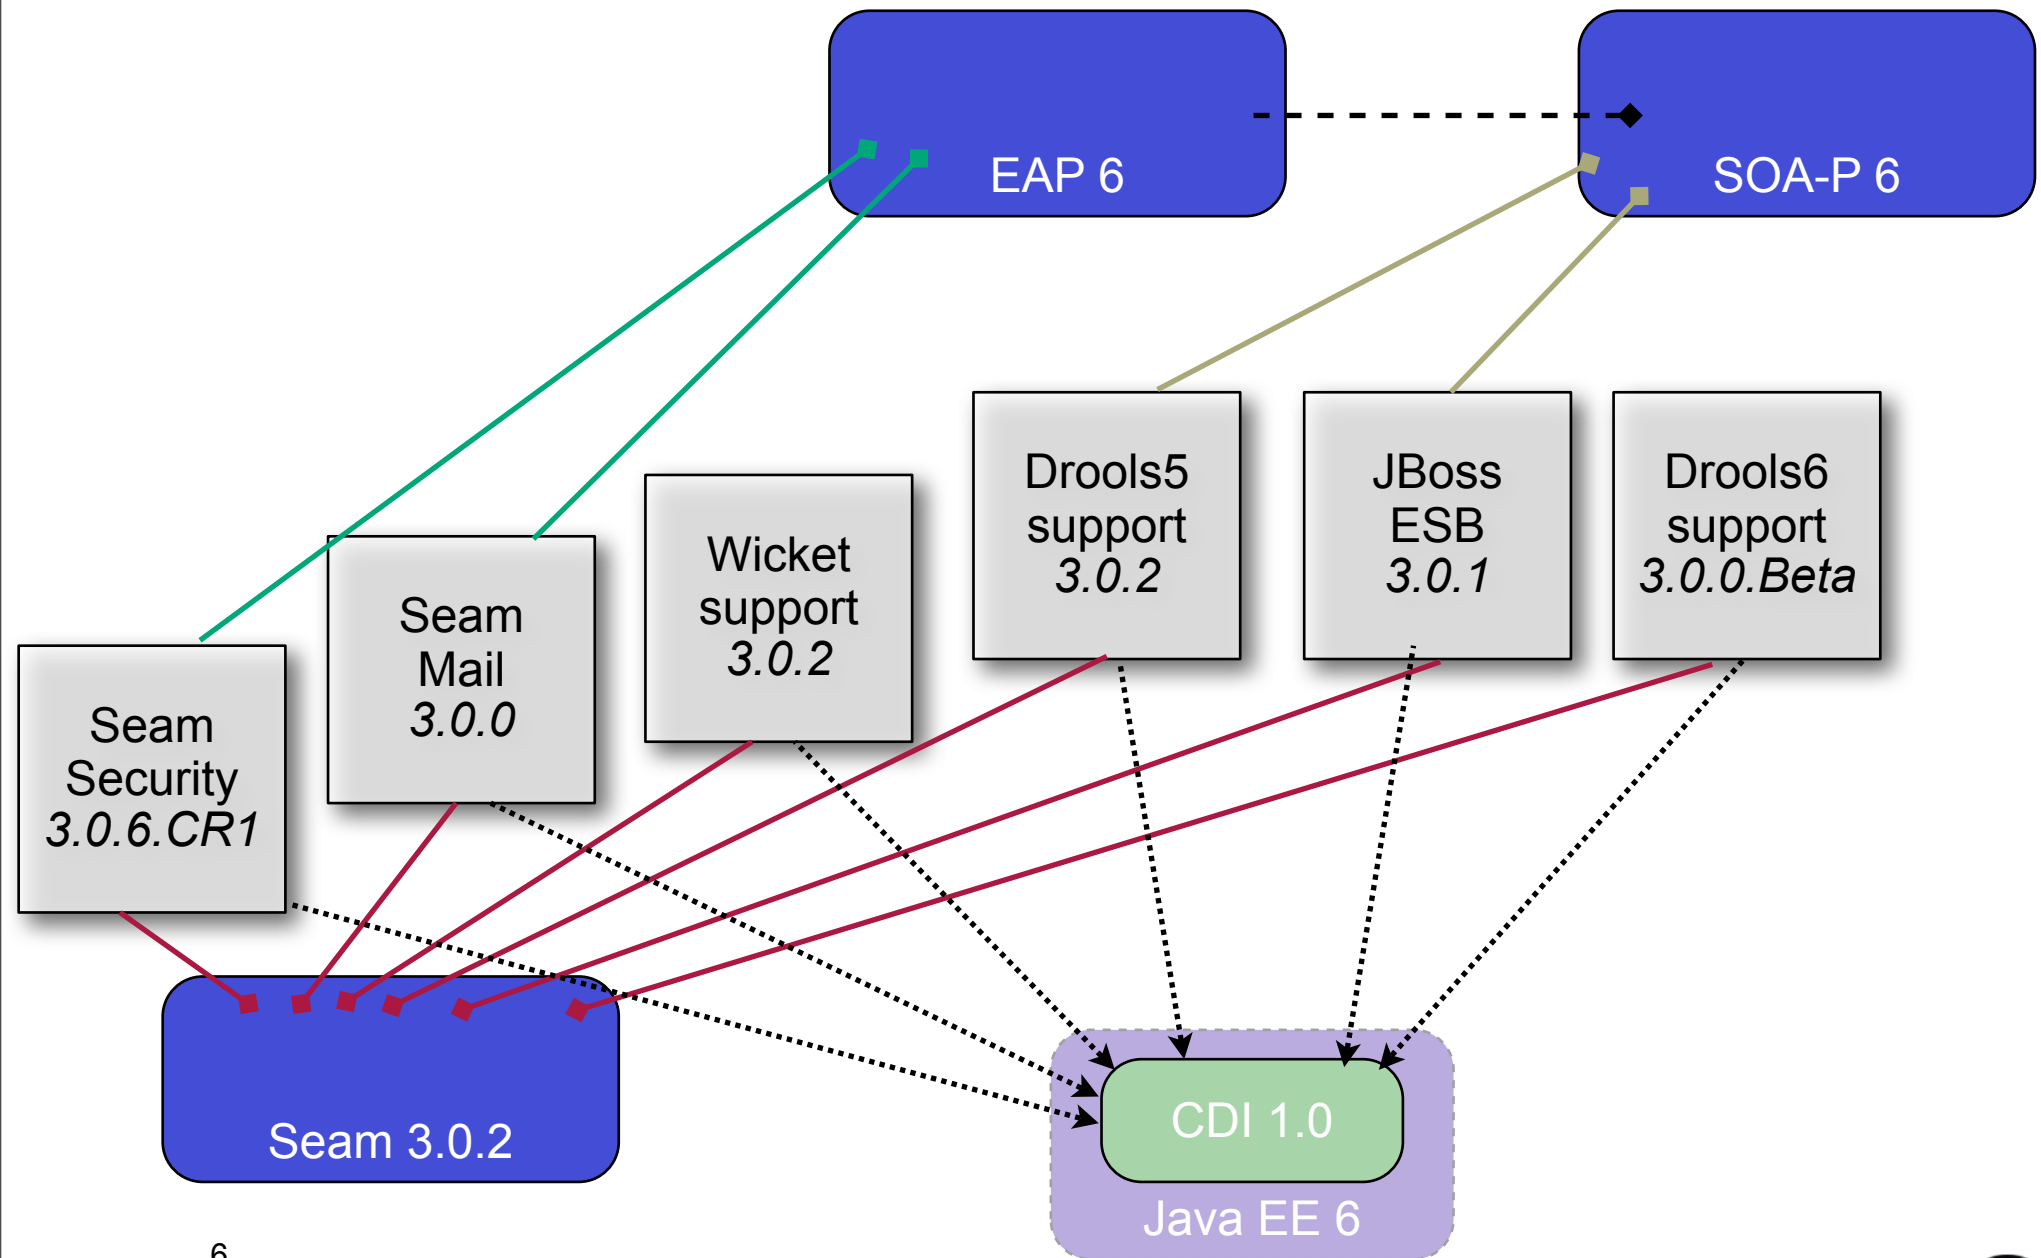 EAP 6
SOA-P 6
Drools5
support
3.0.2
JBoss
ESB
3.0.1
Drools6
support
3.0.0.Beta
Wicket
support
3.0.2
Seam
Mail
3.0.0
Seam
Security
3.0.6.CR1
Seam 3.0.2
CDI 1.0
Java EE 6
6